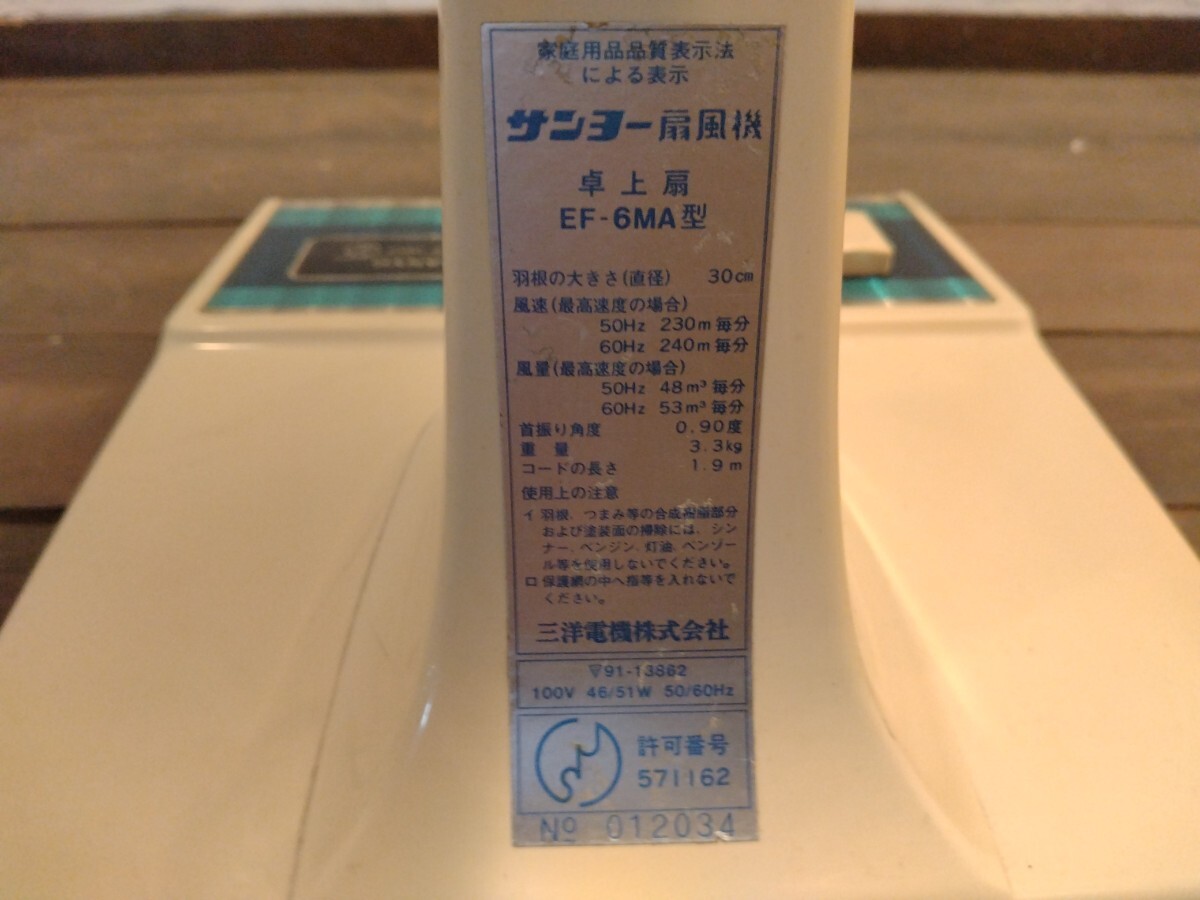 家庭用品品質表示法
による表示
サンヨー扇風機
卓上扇
EF-6MA型
羽根の大きさ(直径) 30cm
風速(最高速度の場合)
50Hz 230m毎分
60Hz 240m毎分
風量(最高速度の場合)
50Hz 48m³毎分
60Hz 53m³毎分
首振り角度 0.90度
重量 3.3kg
コードの長さ 1.9m
使用上の注意
イ 羽根、つまみ等の合成樹脂部分
および塗装面の掃除には、シン
ナー、ベンジン、灯油、ベンゾー
ル等を使用しないでください。
ロ 保護網の中へ指等を入れないで
ください。
三洋電機株式会社
▽91-13862
100V 46/51W 50/60Hz
許可番号
571162
No 012034